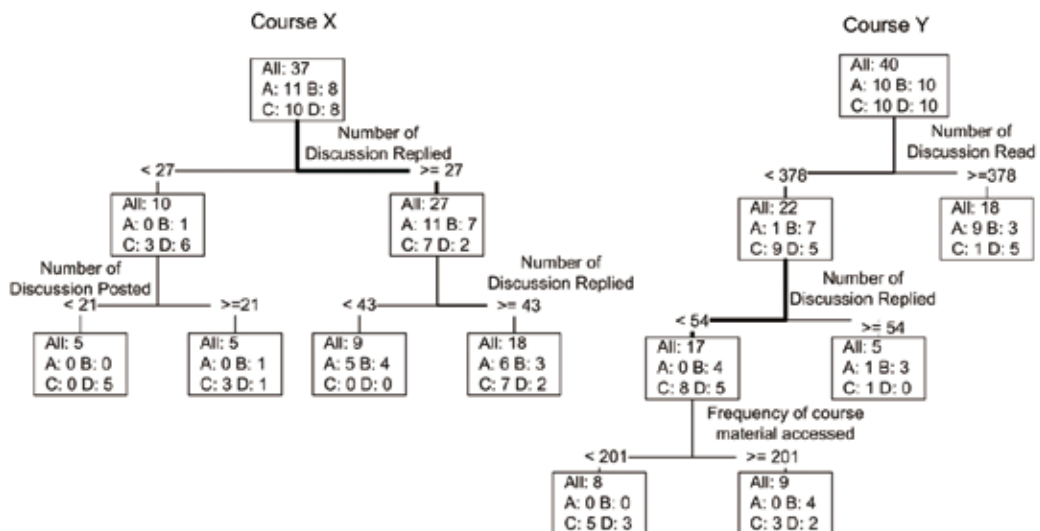 Course X
All: 37
A: 11 B: 8
C: 10 D: 8
Number of
Discussion Replied
< 27
>= 27
All: 10
A: 0 B: 1
C: 3 D: 6
All: 27
A: 11 B: 7
C: 7 D: 2
Number of
Discussion Posted
< 21
>=21
Number of
Discussion Replied
< 43
>= 43
All: 5
A: 0 B: 0
C: 0 D: 5
All: 5
A: 0 B: 1
C: 3 D: 1
All: 9
A: 5 B: 4
C: 0 D: 0
All: 18
A: 6 B: 3
C: 7 D: 2
Course Y
All: 40
A: 10 B: 10
C: 10 D: 10
Number of
Discussion Read
< 378
>=378
All: 22
A: 1 B: 7
C: 9 D: 5
All: 18
A: 9 B: 3
C: 1 D: 5
Number of
Discussion Replied
< 54
>= 54
All: 17
A: 0 B: 4
C: 8 D: 5
All: 5
A: 1 B: 3
C: 1 D: 0
Frequency of course
material accessed
< 201
>= 201
All: 8
A: 0 B: 0
C: 5 D: 3
All: 9
A: 0 B: 4
C: 3 D: 2